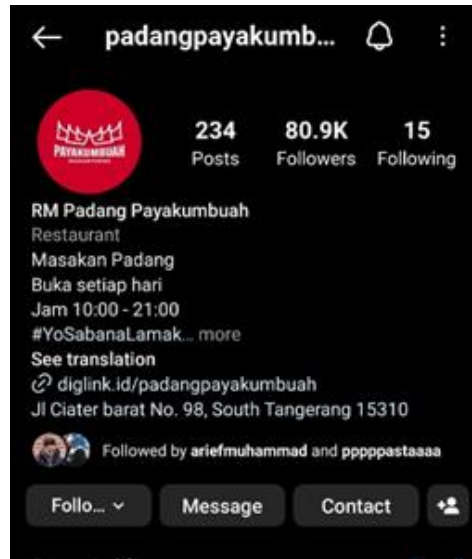 padangpayakumb...
PAYAKUMBUAH
234 80.9K 15
Posts Followers Following
RM Padang Payakumbuah
Restaurant
Masakan Padang
Buka setiap hari
Jam 10:00 - 21:00
#YoSabanaLamak... more
See translation
diglink.id/padangpayakumbuah
Jl Ciater barat No. 98, South Tangerang 15310
Followed by ariefmuhammad and pppppastaaaa
Follo... Message Contact